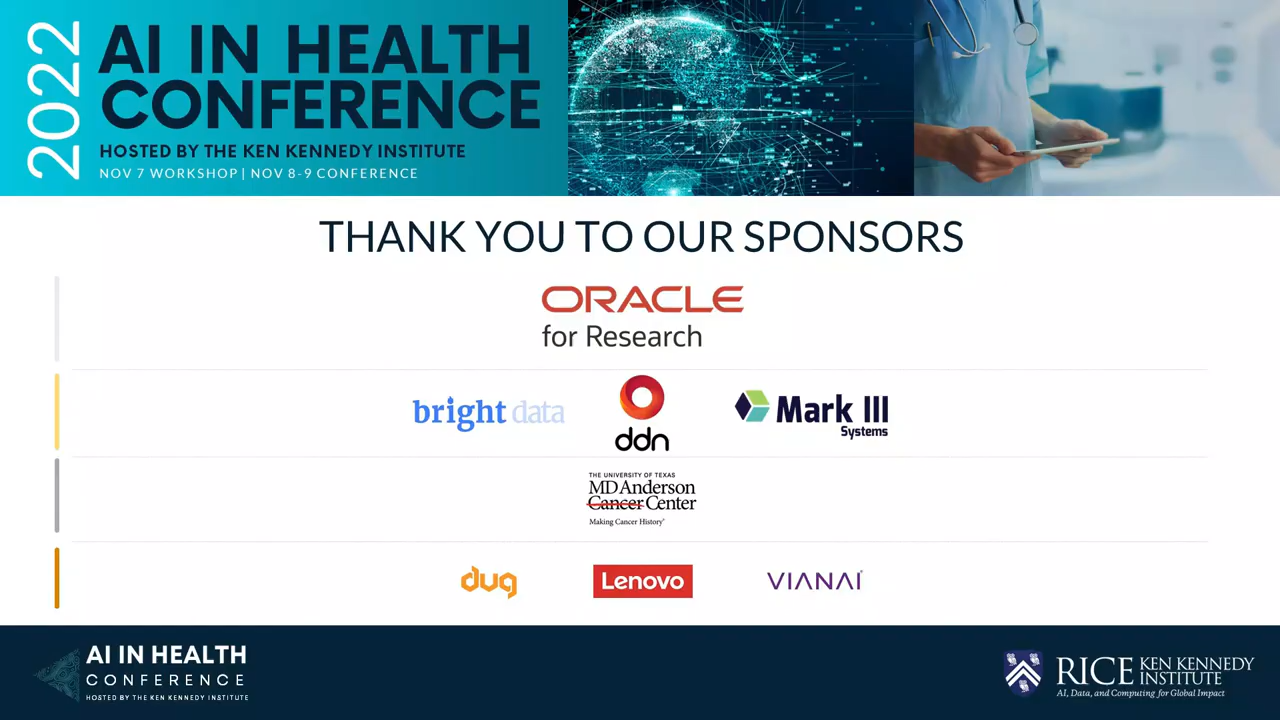 2022
AI IN HEALTH
CONFERENCE
HOSTED BY THE KEN KENNEDY INSTITUTE
NOV 7 WORKSHOP | NOV 8-9 CONFERENCE
THANK YOU TO OUR SPONSORS
ORACLE
for Research
bright data
ddn
Mark III
Systems
THE UNIVERSITY OF TEXAS
MD Anderson
Cancer Center
Making Cancer History®
dug
Lenovo
VIANAI
AI IN HEALTH
CONFERENCE
HOSTED BY THE KEN KENNEDY INSTITUTE
RICE KEN KENNEDY
INSTITUTE
AI, Data, and Computing for Global Impact